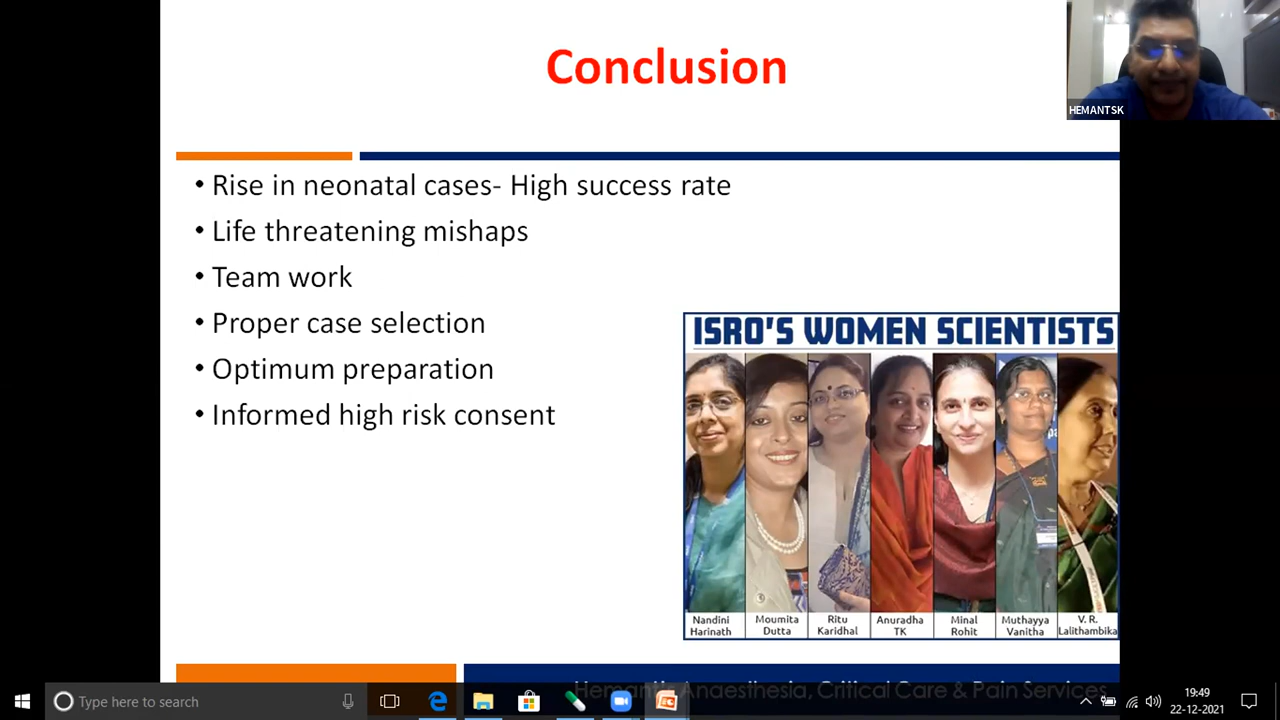 Conclusion
HEMANTSK
• Rise in neonatal cases- High success rate
• Life threatening mishaps
• Team work
• Proper case selection
• Optimum preparation
• Informed high risk consent
ISRO'S WOMEN SCIENTISTS
Nandini Harinath
Moumita Dutta
Ritu Karidhal
Anuradha TK
Minal Rohit
Muthayya Vanitha
V. R. Lalithambika
Anaesthesia, Critical Care & Pain Services
Type here to search
19:49
22-12-2021